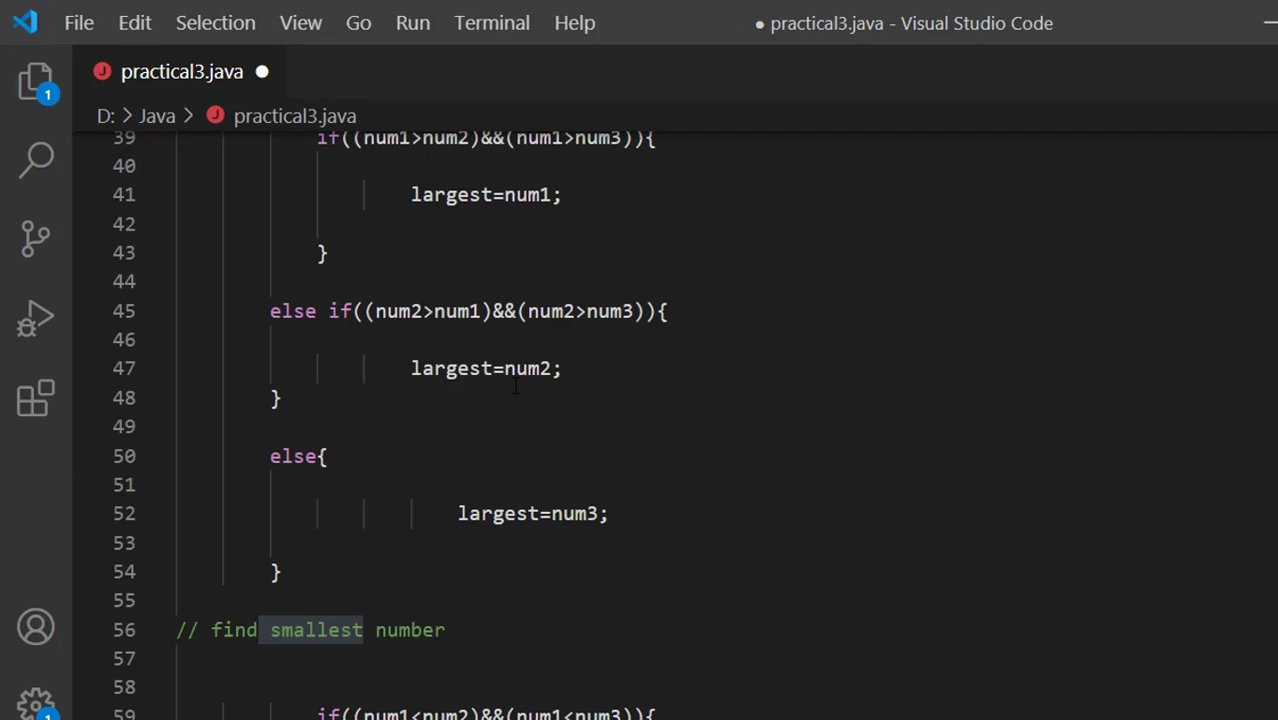 File Edit Selection View Go Run Terminal Help ● practical3.java - Visual Studio Code
J practical3.java ●
D: > Java > J practical3.java
1
39 if((num1>num2)&&(num1>num3)){
40
41 largest=num1;
42
43 }
44
45 else if((num2>num1)&&(num2>num3)){
46
47 largest=num2;
48 }
49
50 else{
51
52 largest=num3;
53
54 }
55
56 // find smallest number
57
58
59 if((num1<num2)&&(num1<num3)){
1